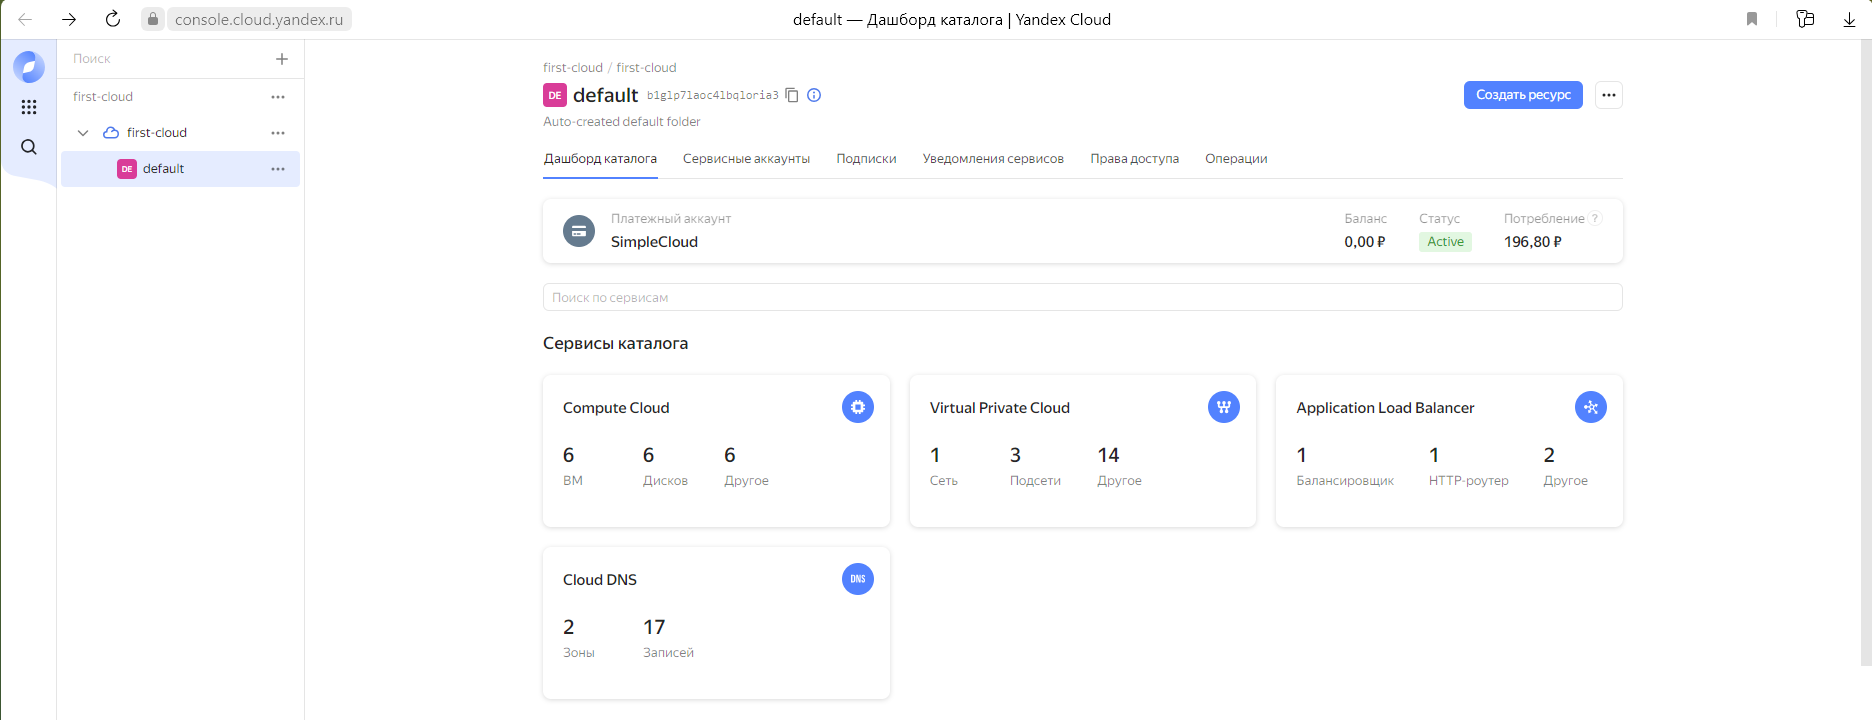 console.cloud.yandex.ru
default — Дашборд каталога | Yandex Cloud
Поиск
first-cloud
first-cloud
DE default
first-cloud / first-cloud
DE default b1glp7laoc4lbqloria3
Auto-created default folder
Создать ресурс
Дашборд каталога Сервисные аккаунты Подписки Уведомления сервисов Права доступа Операции
Платежный аккаунт Баланс Статус Потребление ?
SimpleCloud 0,00 ₽ Active 196,80 ₽
Поиск по сервисам
Сервисы каталога
Compute Cloud
6 6 6
ВМ Дисков Другое
Virtual Private Cloud
1 3 14
Сеть Подсети Другое
Application Load Balancer
1 1 2
Балансировщик HTTP-роутер Другое
Cloud DNS DNS
2 17
Зоны Записей